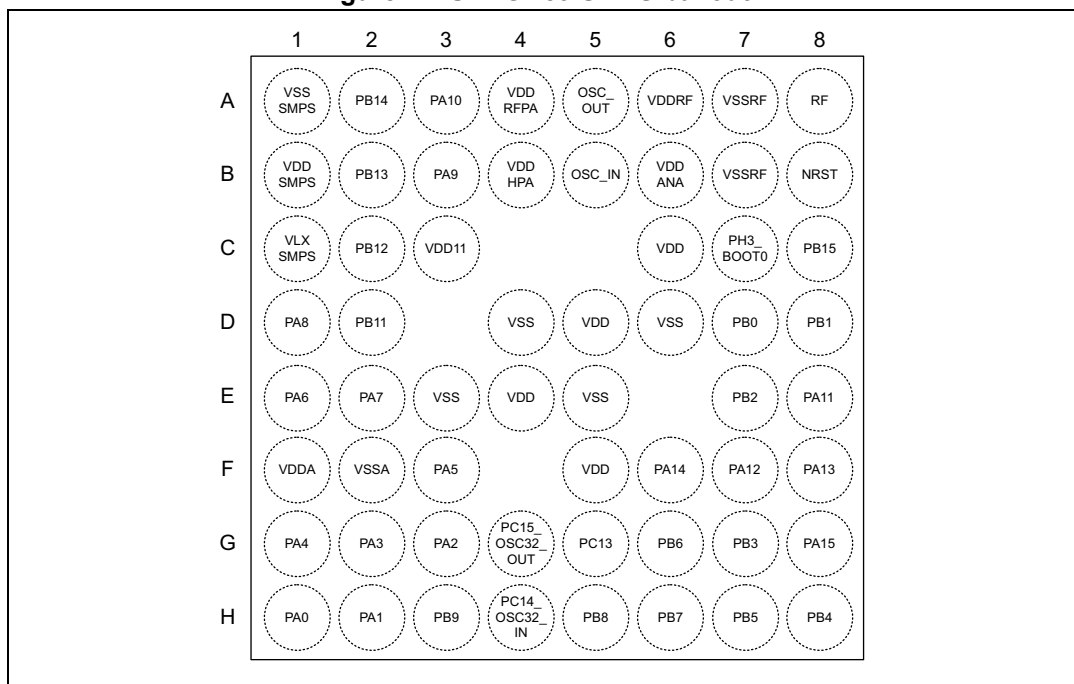 1 2 3 4 5 6 7 8
A VSS SMPS PB14 PA10 VDD RFPA OSC_ OUT VDDRF VSSRF RF
B VDD SMPS PB13 PA9 VDD HPA OSC_IN VDD ANA VSSRF NRST
C VLX SMPS PB12 VDD11 VDD PH3_ BOOT0 PB15
D PA8 PB11 VSS VDD VSS PB0 PB1
E PA6 PA7 VSS VDD VSS PB2 PA11
F VDDA VSSA PA5 VDD PA14 PA12 PA13
G PA4 PA3 PA2 PC15_ OSC32_ OUT PC13 PB6 PB3 PA15
H PA0 PA1 PB9 PC14_ OSC32_ IN PB8 PB7 PB5 PB4